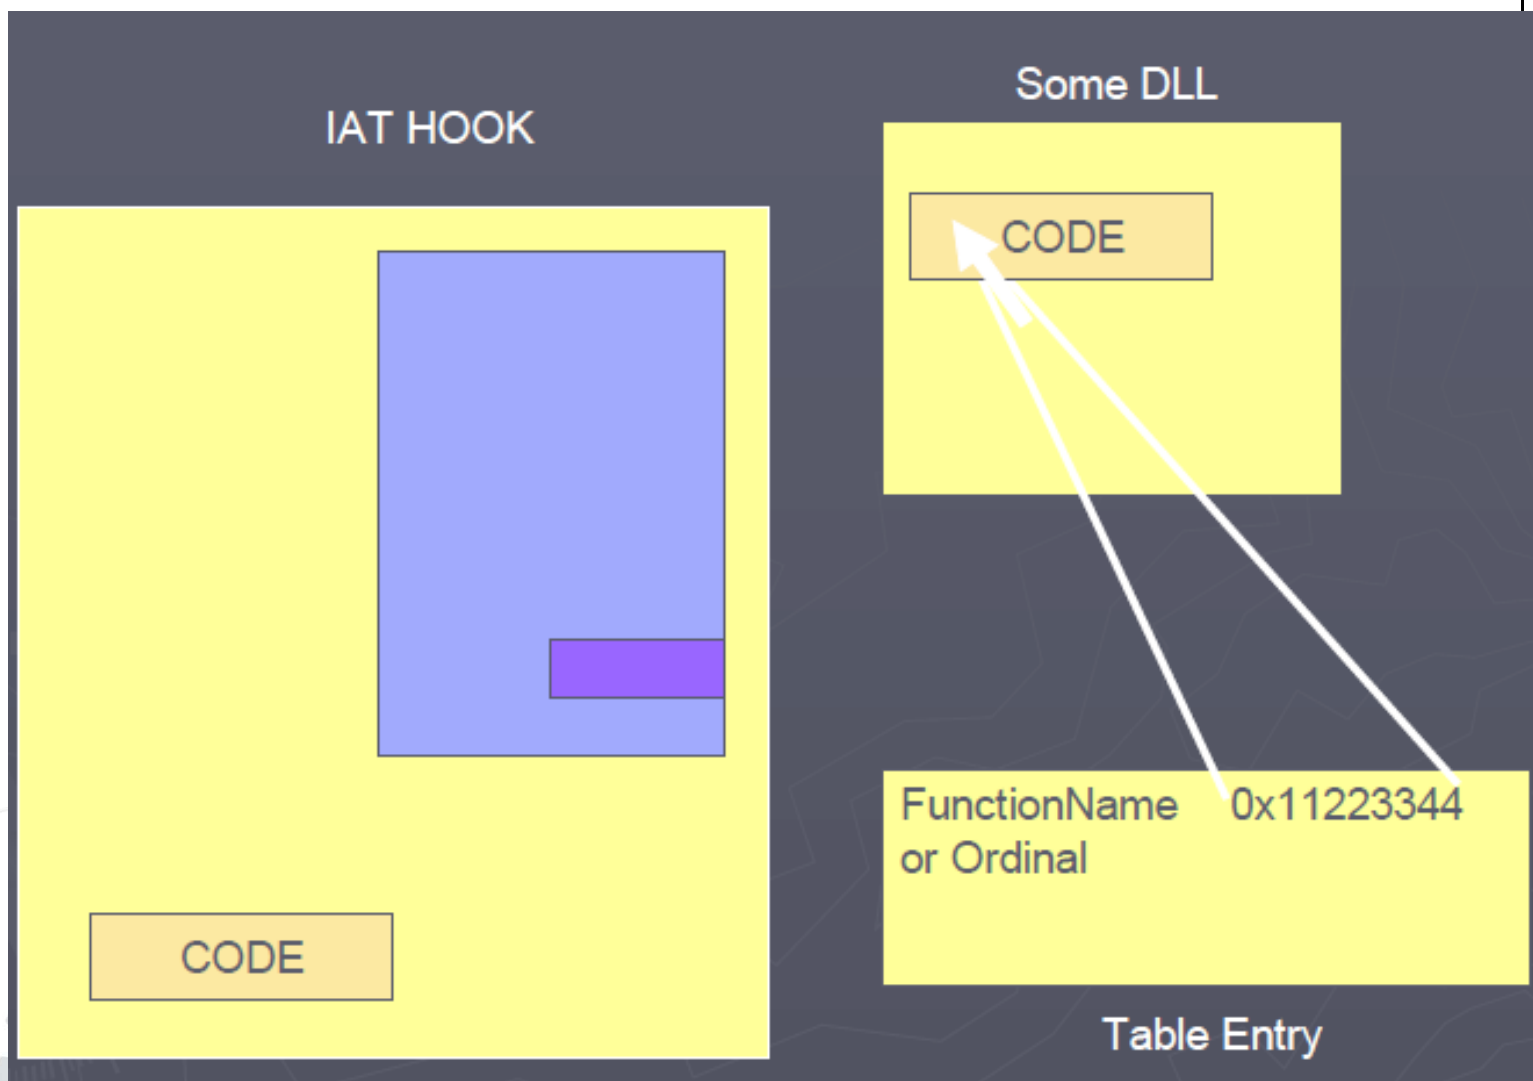 IAT HOOK
Some DLL
CODE
FunctionName 0x11223344
or Ordinal
CODE
Table Entry